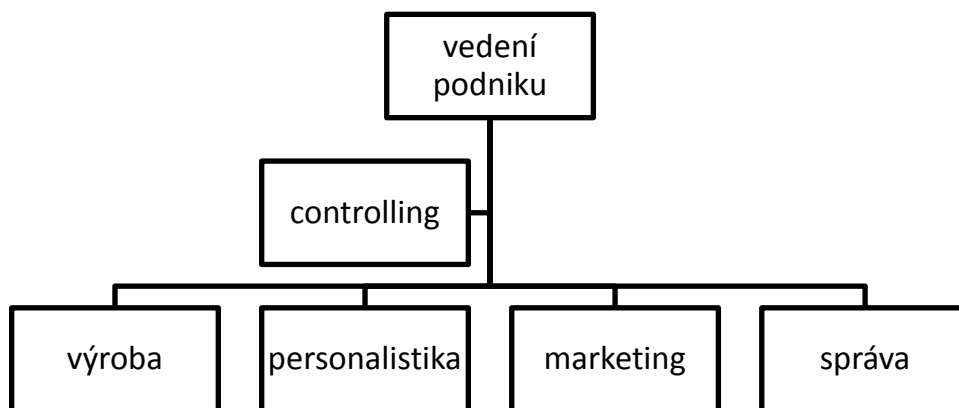 vedení
podniku
controlling
výroba
personalistika
marketing
správa